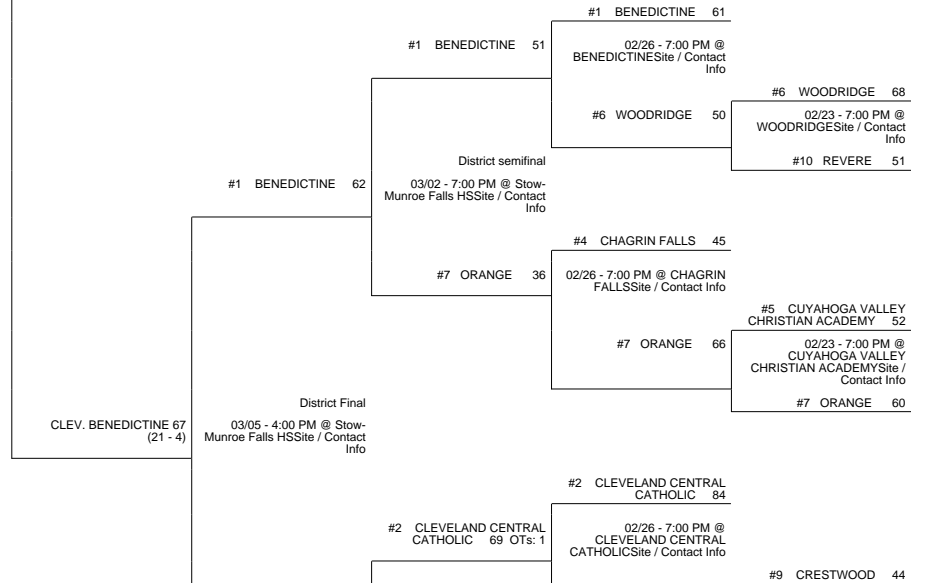 #1 BENEDICTINE 61
#1 BENEDICTINE 51
02/26 - 7:00 PM @
BENEDICTINESite / Contact
Info
#6 WOODRIDGE 68
#6 WOODRIDGE 50
02/23 - 7:00 PM @
WOODRIDGESite / Contact
Info
#10 REVERE 51
District semifinal
#1 BENEDICTINE 62
03/02 - 7:00 PM @ Stow-
Munroe Falls HSSite / Contact
Info
#4 CHAGRIN FALLS 45
#7 ORANGE 36
02/26 - 7:00 PM @ CHAGRIN
FALLSSite / Contact Info
#5 CUYAHOGA VALLEY
CHRISTIAN ACADEMY 52
#7 ORANGE 66
02/23 - 7:00 PM @
CUYAHOGA VALLEY
CHRISTIAN ACADEMYSite /
Contact Info
#7 ORANGE 60
District Final
CLEV. BENEDICTINE 67
(21 - 4)
03/05 - 4:00 PM @ Stow-
Munroe Falls HSSite / Contact
Info
#2 CLEVELAND CENTRAL
CATHOLIC 84
#2 CLEVELAND CENTRAL
CATHOLIC 69 OTs: 1
02/26 - 7:00 PM @
CLEVELAND CENTRAL
CATHOLICSite / Contact Info
#9 CRESTWOOD 44